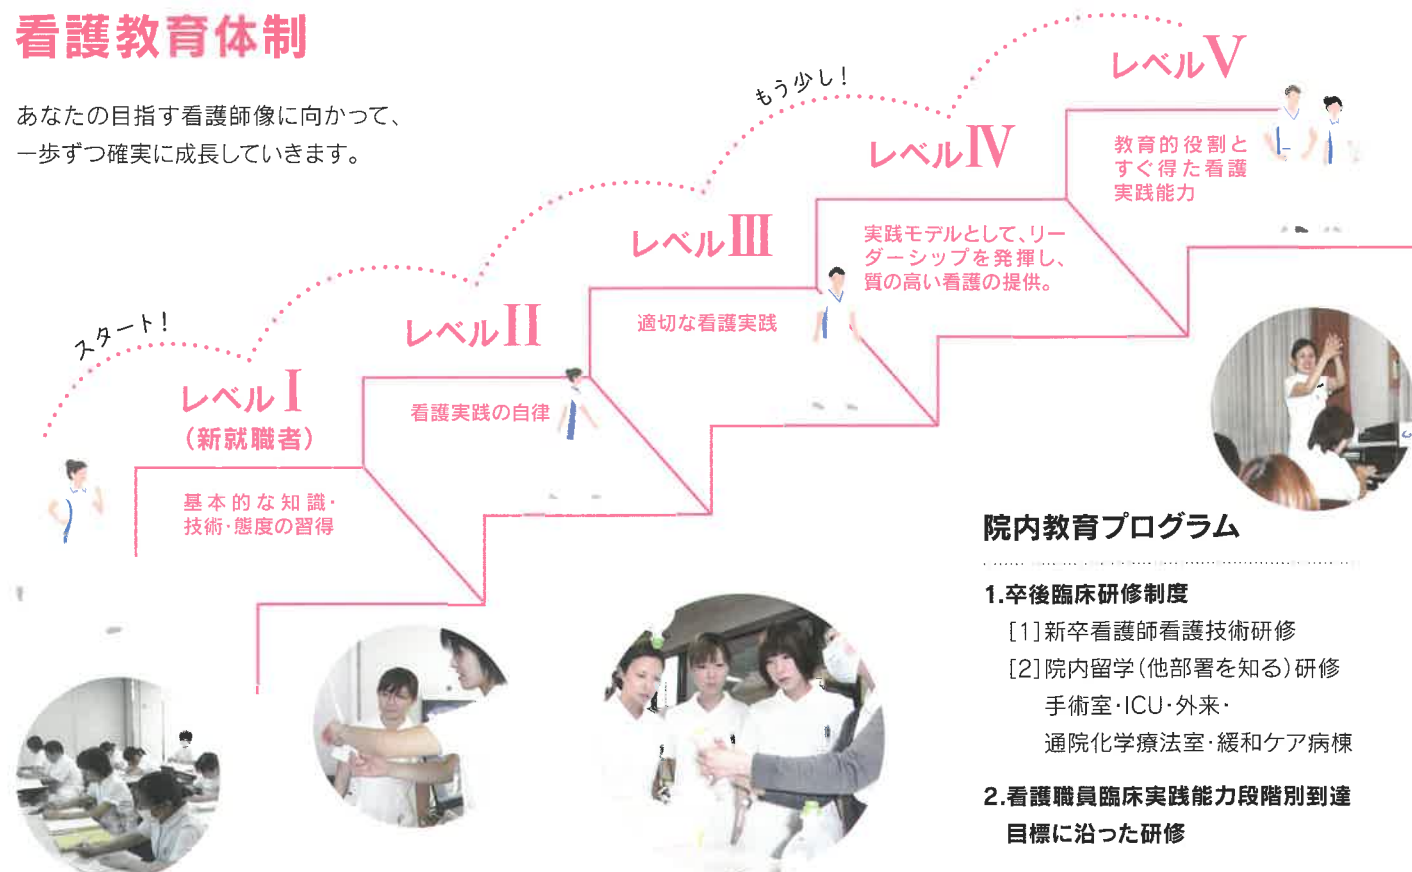 看護教育体制
あなたの目指す看護師像に向かって、
一歩ずつ確実に成長していきます。
スタート!
レベルI
(新就職者)
基本的な知識・
技術・態度の習得
レベルII
看護実践の自律
レベルIII
適切な看護実践
もう少し!
レベルIV
実践モデルとして、リー
ダーシップを発揮し、
質の高い看護の提供。
レベルV
教育的役割と
すぐ得た看護
実践能力
院内教育プログラム
1.卒後臨床研修制度
[1]新卒看護師看護技術研修
[2]院内留学(他部署を知る)研修
手術室・ICU・外来・
通院化学療法室・緩和ケア病棟
2.看護職員臨床実践能力段階別到達
目標に沿った研修